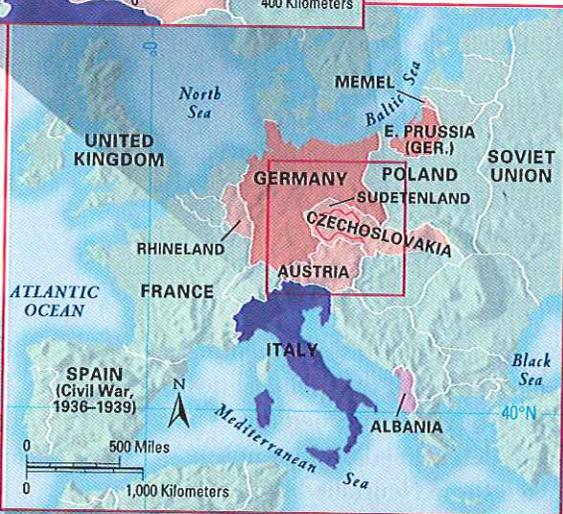 0
400 Kilometers
0°
North
Sea
MEMEL
Baltic Sea
E. PRUSSIA
(GER.)
UNITED
KINGDOM
GERMANY
POLAND
SOVIET
UNION
SUDETENLAND
CZECHOSLOVAKIA
RHINELAND
AUSTRIA
ATLANTIC
OCEAN
FRANCE
ITALY
Black
Sea
SPAIN
(Civil War,
1936–1939)
N
40°N
ALBANIA
Mediterranean Sea
0 500 Miles
0 1,000 Kilometers